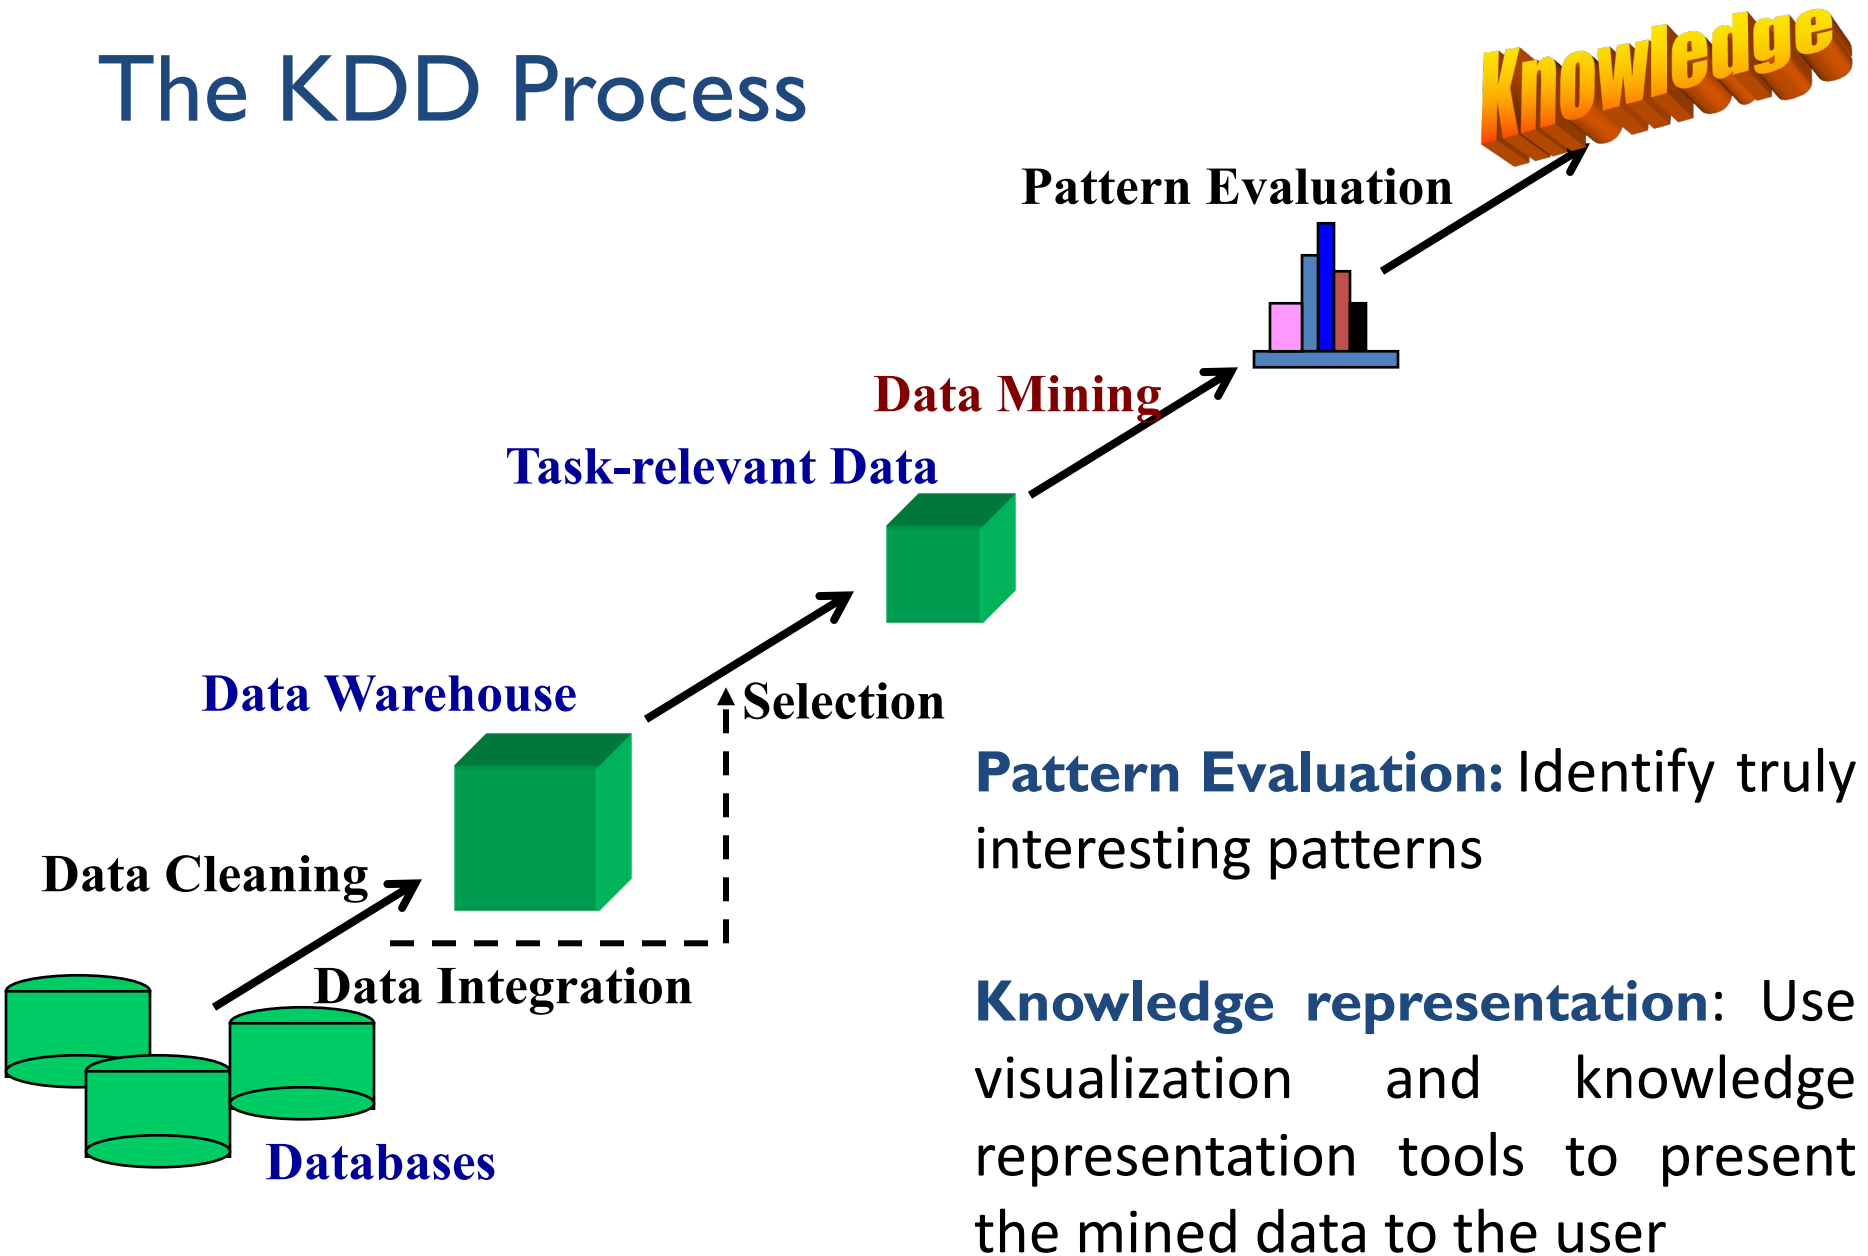 The KDD Process
Knowledge
Pattern Evaluation
Data Mining
Task-relevant Data
Data Warehouse
Selection
Data Cleaning
Data Integration
Databases
Pattern Evaluation: Identify truly
interesting patterns
Knowledge representation: Use
visualization and knowledge
representation tools to present
the mined data to the user